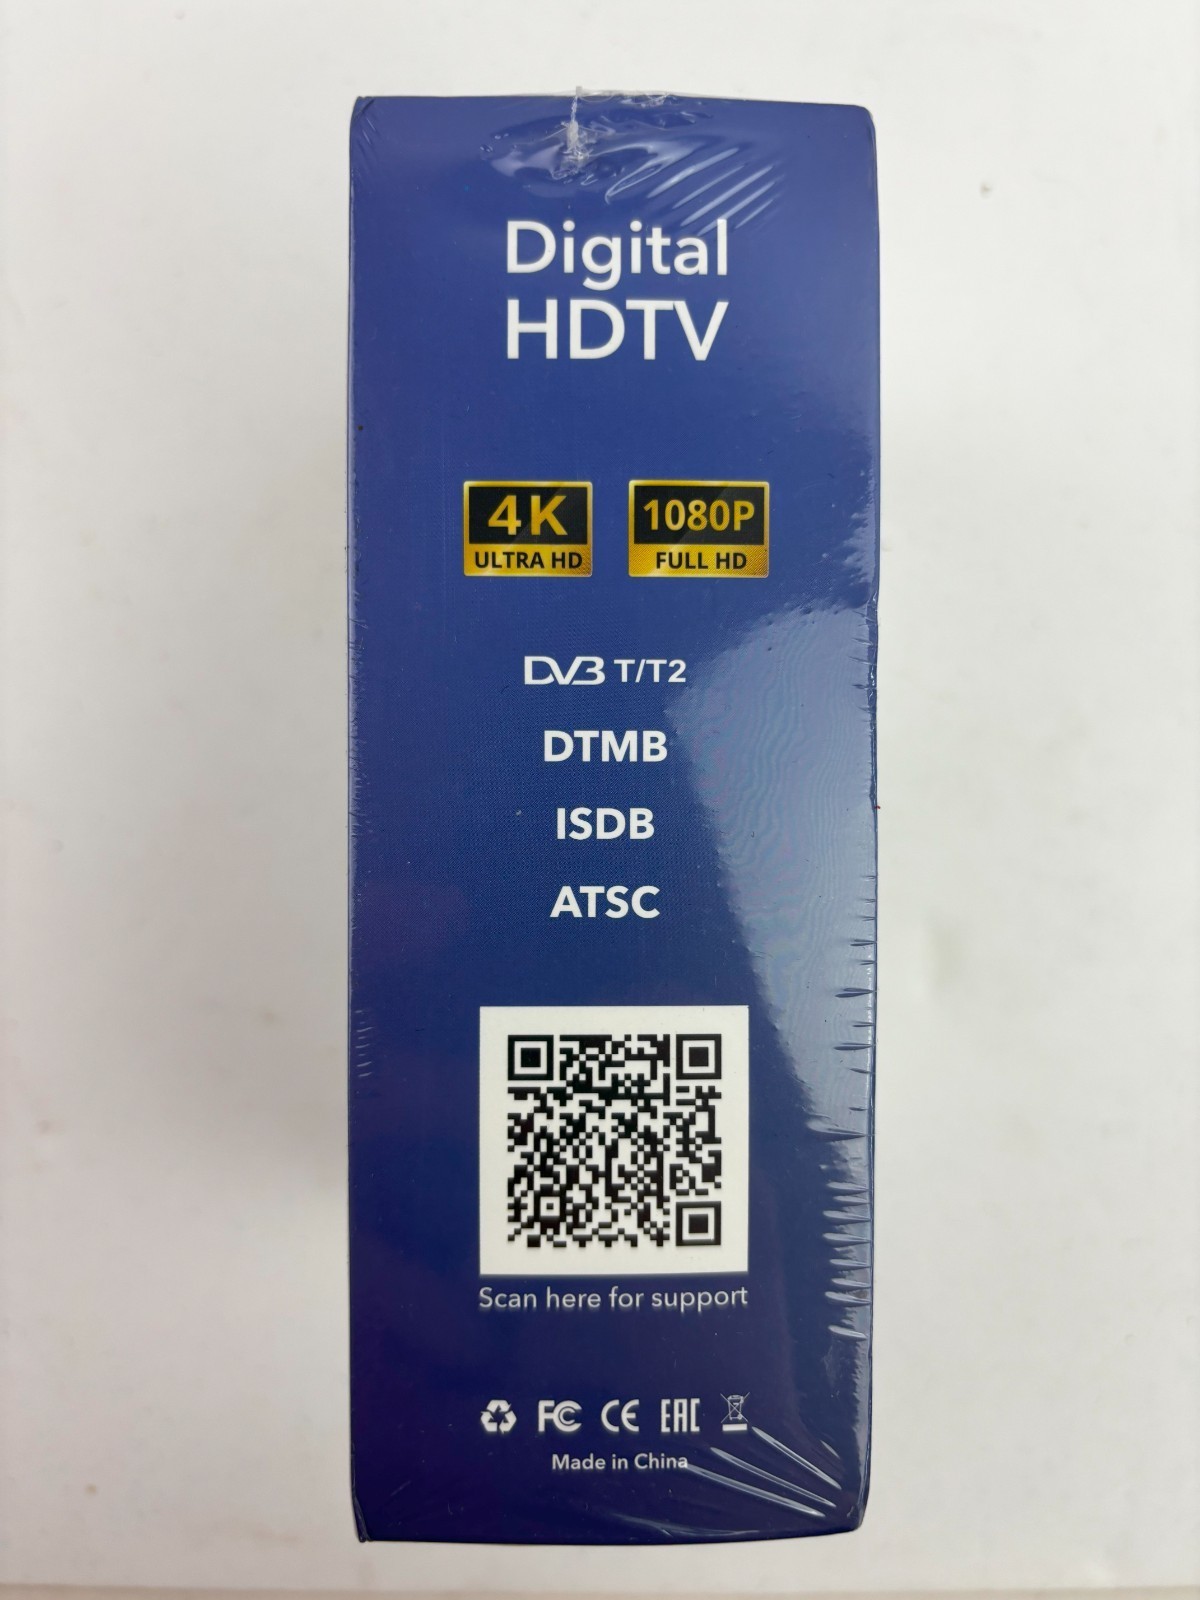 Digital
HDTV
4K 1080P
ULTRA HD FULL HD
DVB T/T2
DTMB
ISDB
ATSC
Scan here for support
FC CE EAC
Made in China